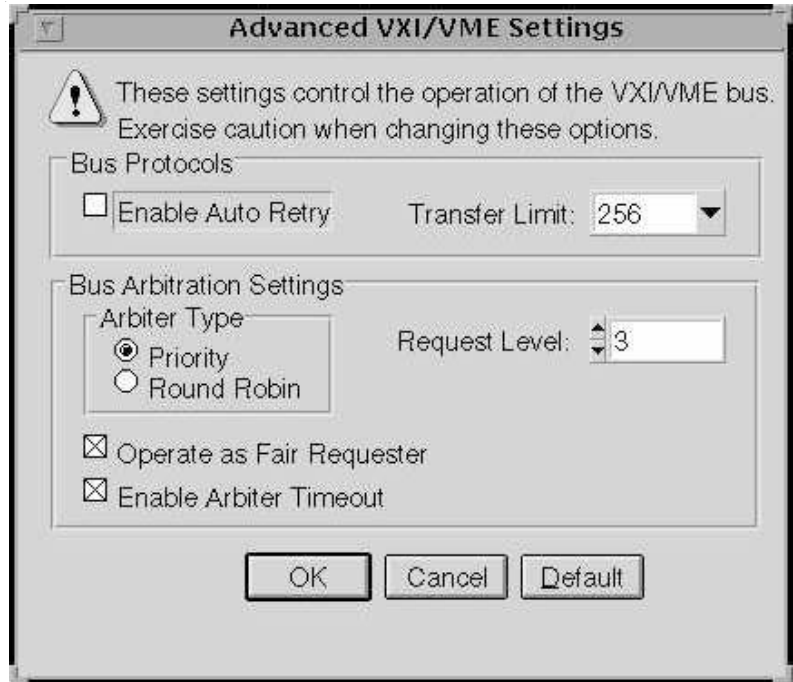 Advanced VXI/VME Settings
These settings control the operation of the VXI/VME bus.
Exercise caution when changing these options.
Bus Protocols
Enable Auto Retry
Transfer Limit: 256
Bus Arbitration Settings
Arbiter Type
Priority
Round Robin
Request Level: 3
Operate as Fair Requester
Enable Arbiter Timeout
OK
Cancel
Default